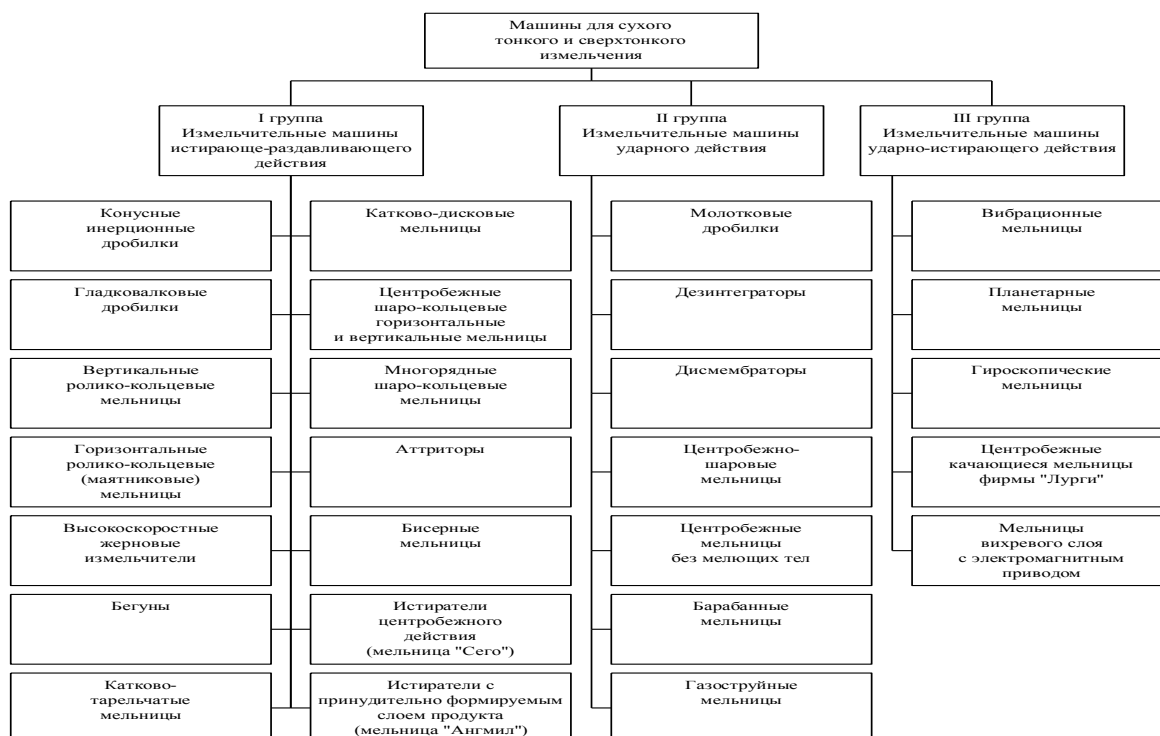 Машины для сухого
тонкого и сверхтонкого
измельчения
I группа
Измельчительные машины
истирающе-раздавливающего
действия
II группа
Измельчительные машины
ударного действия
III группа
Измельчительные машины
ударно-истирающего действия
Конусные
инерционные
дробилки
Гладковалковые
дробилки
Вертикальные
ролико-кольцевые
мельницы
Горизонтальные
ролико-кольцевые
(маятниковые)
мельницы
Высокоскоростные
жерновые
измельчители
Бегуны
Катково-
тарельчатые
мельницы
Катково-дисковые
мельницы
Центробежные
шаро-кольцевые
горизонтальные
и вертикальные мельницы
Многорядные
шаро-кольцевые
мельницы
Аттриторы
Бисерные
мельницы
Истиратели
центробежного
действия
(мельница "Сего")
Истиратели с
принудительно формируемым
слоем продукта
(мельница "Ангмил")
Молотковые
дробилки
Дезинтеграторы
Дисмембраторы
Центробежно-
шаровые
мельницы
Центробежные
мельницы
без мелющих тел
Барабанные
мельницы
Газоструйные
мельницы
Вибрационные
мельницы
Планетарные
мельницы
Гироскопические
мельницы
Центробежные
качающиеся мельницы
фирмы "Лурги"
Мельницы
вихревого слоя
с электромагнитным
приводом